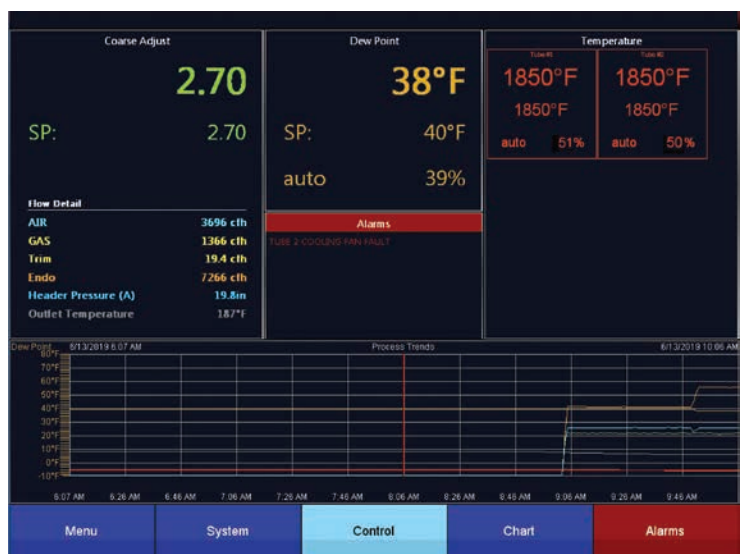 Coarse Adjust
2.70
SP: 2.70
Flow Detail
AIR 3696 cfh
GAS 1366 cfh
Trim 19.4 cfh
Endo 7266 cfh
Header Pressure (A) 19.8in
Outlet Temperature 187°F
Dew Point
38°F
SP: 40°F
auto 39%
Alarms
TUBE 2 COOLING FAN FAULT
Temperature
Tube #1 Tube #2
1850°F 1850°F
1850°F 1850°F
auto 51% auto 50%
Dew Point 6/13/2019 6:07 AM Process Trends 6/13/2019 10:06 AM
80°F
70°F
60°F
50°F
40°F
30°F
20°F
10°F
0°F
-10°F
6:07 AM 6:26 AM 6:46 AM 7:06 AM 7:26 AM 7:46 AM 8:06 AM 8:26 AM 8:46 AM 9:06 AM 9:26 AM 9:46 AM
Menu System Control Chart Alarms